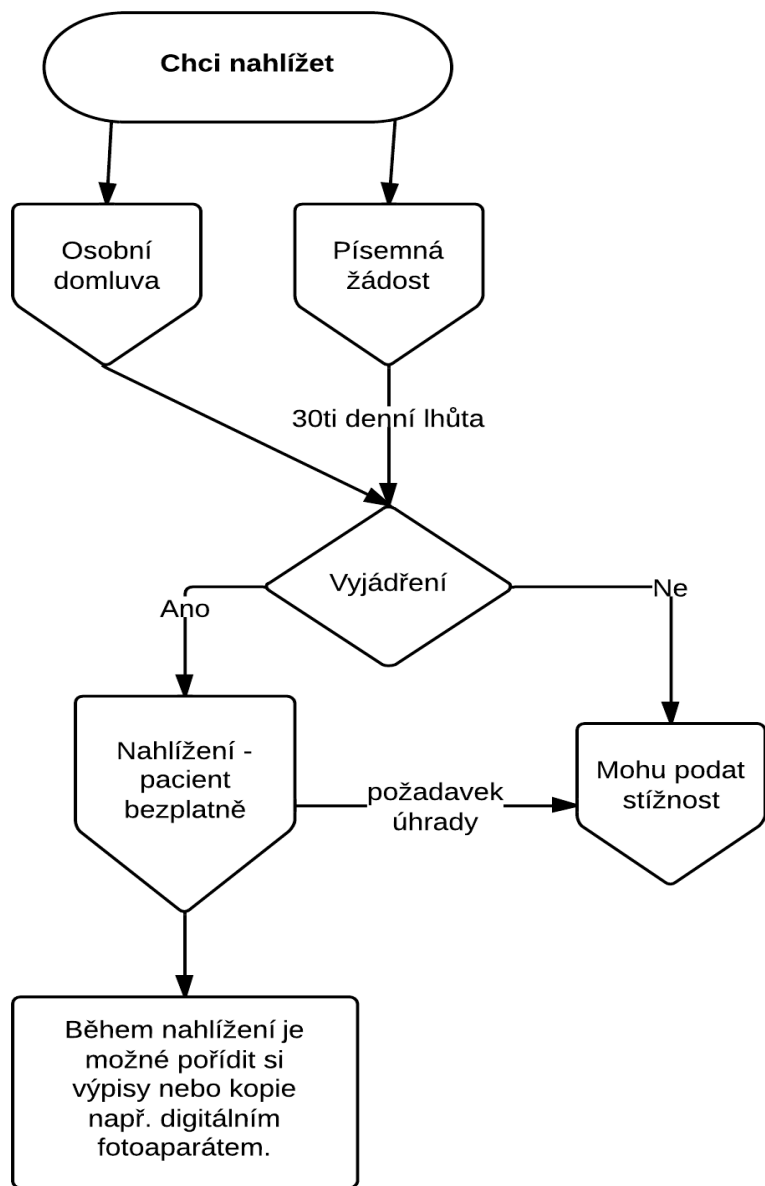 Chci nahlížet
Osobní
domluva
Písemná
žádost
30ti denní lhůta
Vyjádření
Ano
Ne
Nahlížení -
pacient
bezplatně
požadavek
úhrady
Mohu podat
stížnost
Během nahlížení je
možné pořídit si
výpisy nebo kopie
např. digitálním
fotoaparátem.